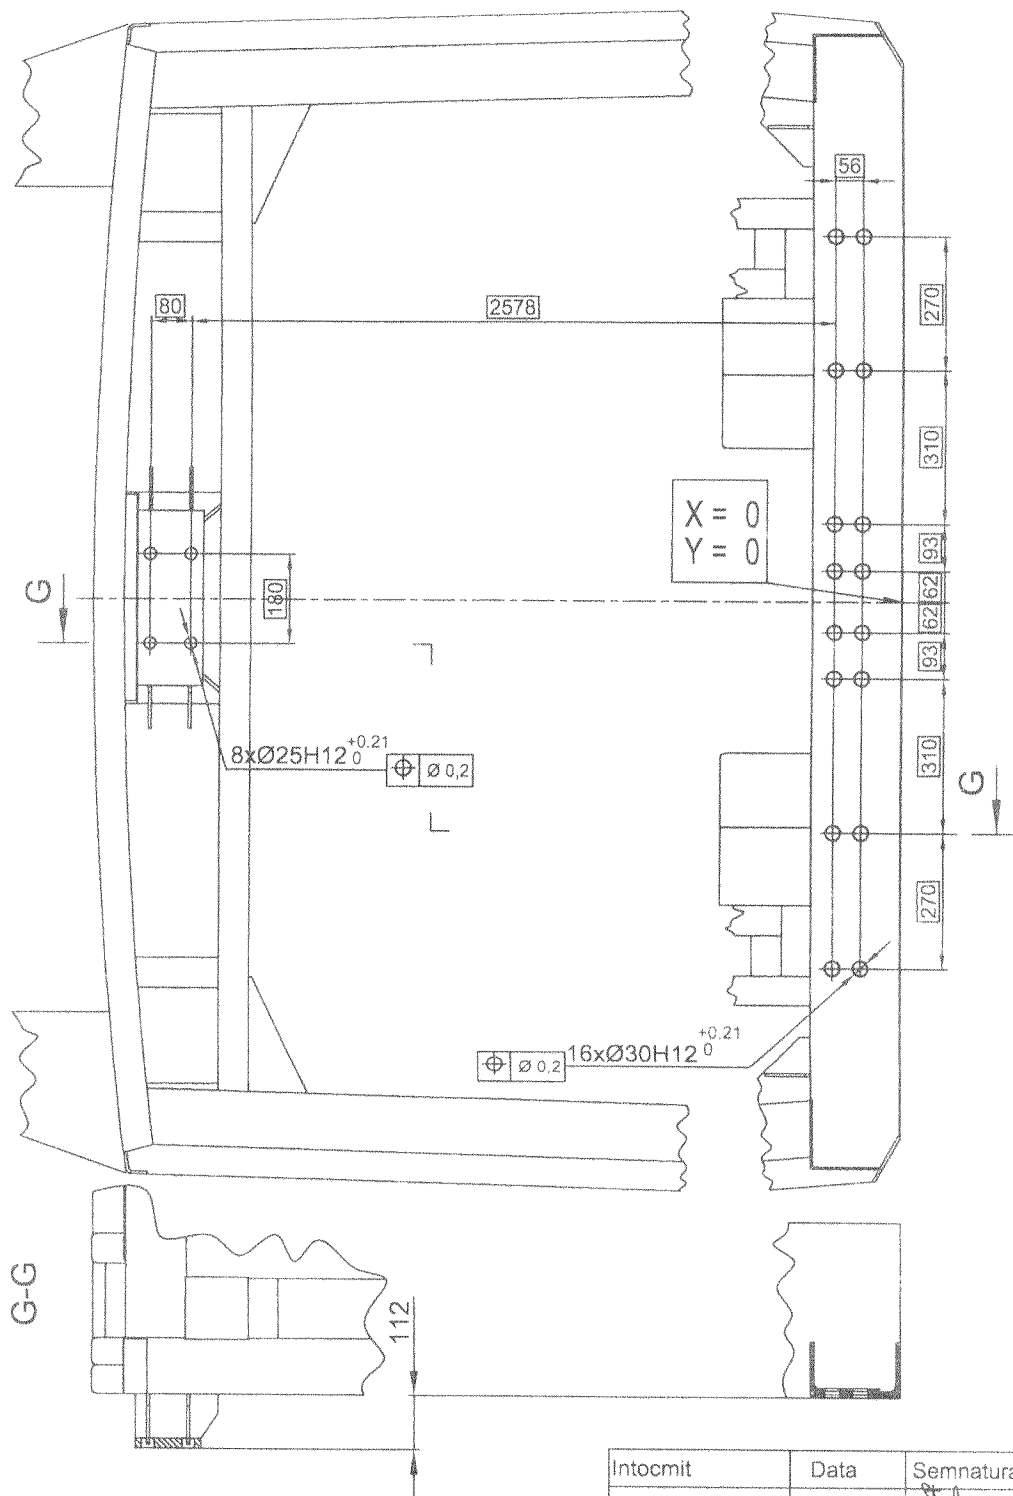 56
270
80
2578
310
X = 0
Y = 0
93
62
62
93
G
180
310
G
8xØ25H12 +0.21 0
Ø 0,2
270
16xØ30H12 +0.21 0
Ø 0,2
G-G
112
Intocmit Data Semnatura